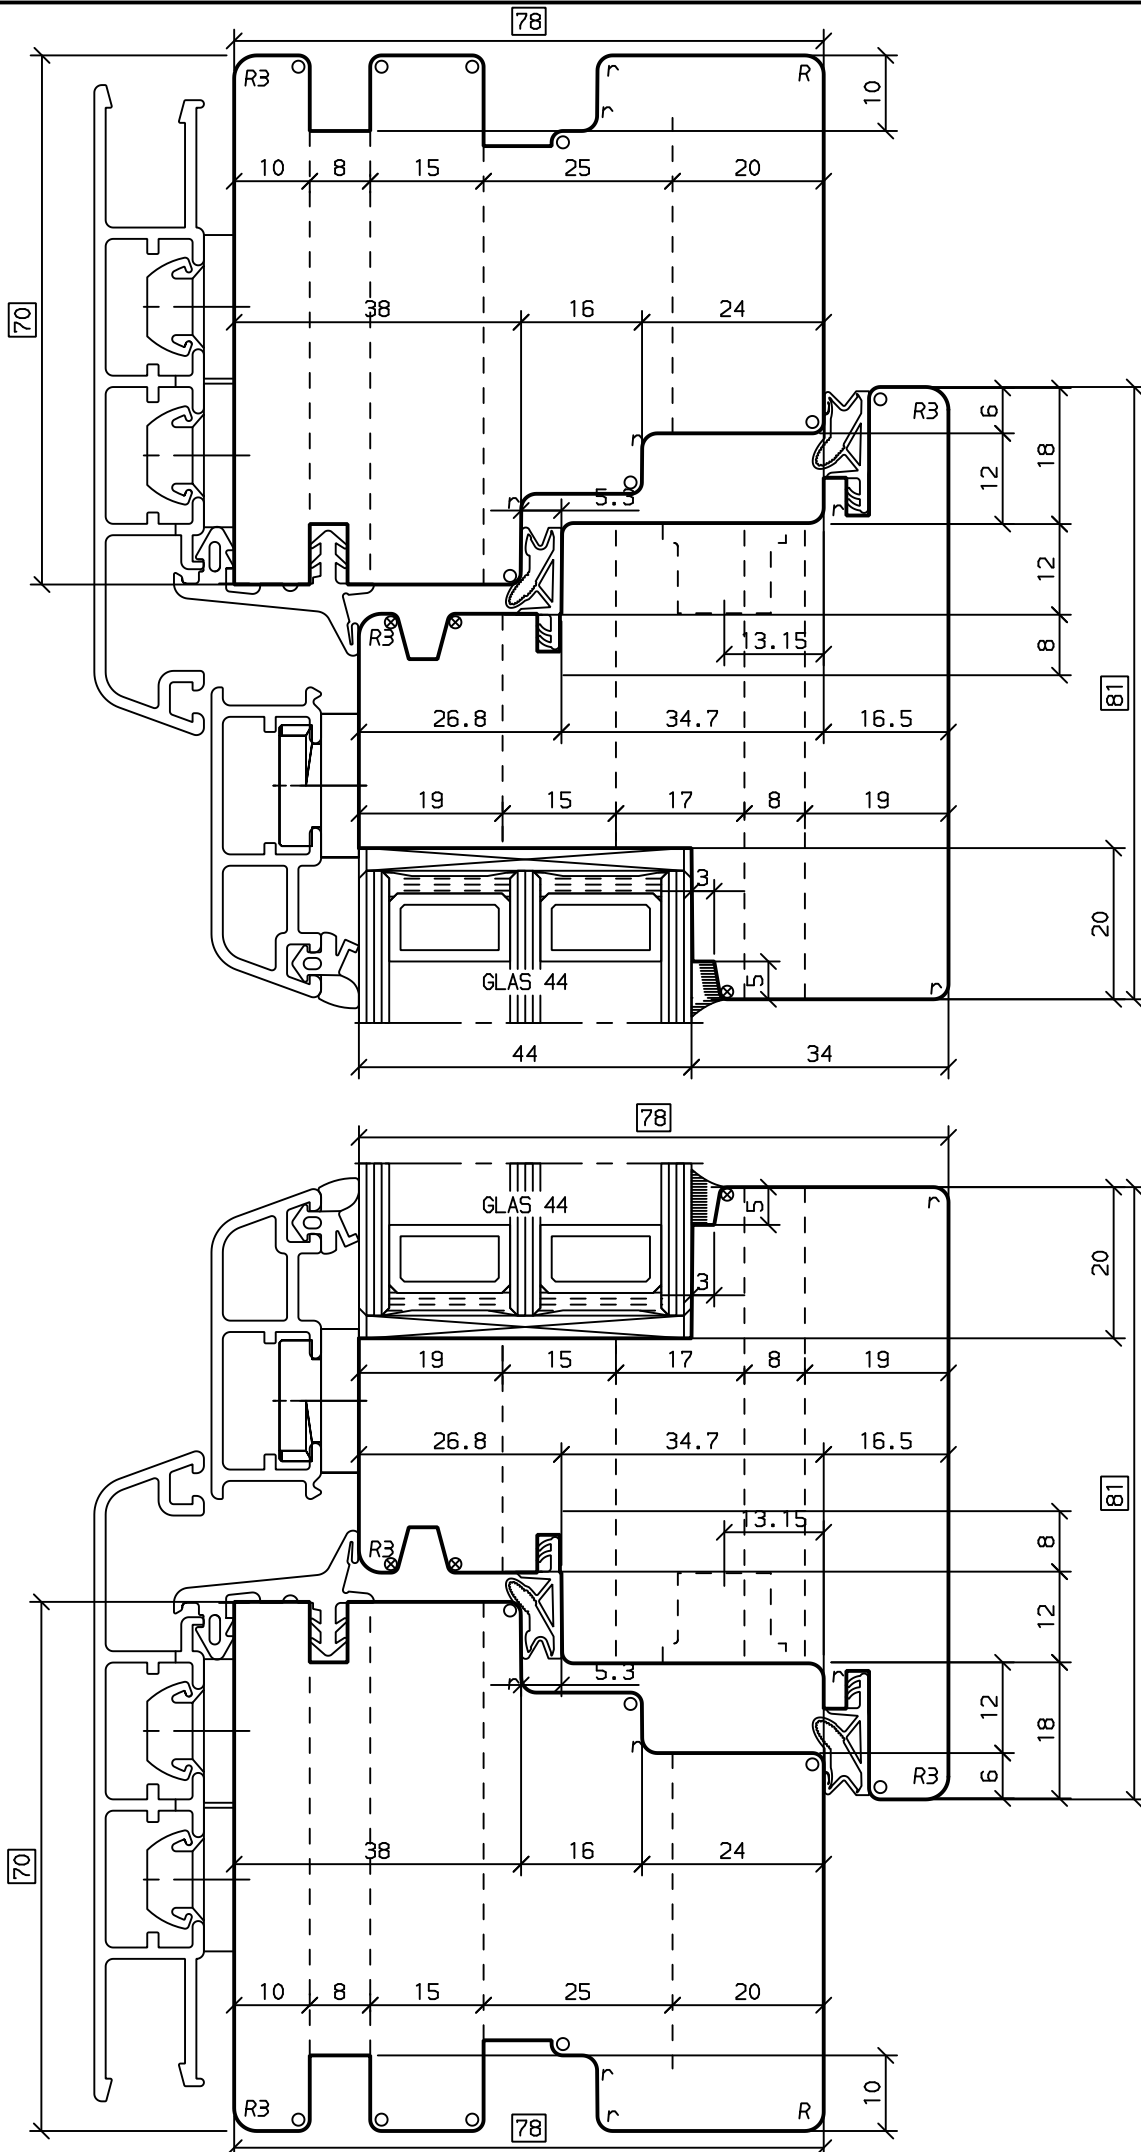 78
R3 r R
r 10
10 8 15 25 20
70 38 16 24
R3 6 18
r 12
r 5.3 r
12
R3 13.15 8
81
26.8 34.7 16.5
19 15 17 8 19
3
20
GLAS 44 5 r
44 34
78
GLAS 44 5 r
20
3
19 15 17 8 19
26.8 34.7 16.5
81
13.15 8
R3
12
r 5.3 r
12 18
r
R3 6
38 16 24
70
10 8 15 25 20
r 10
R3 r R
78